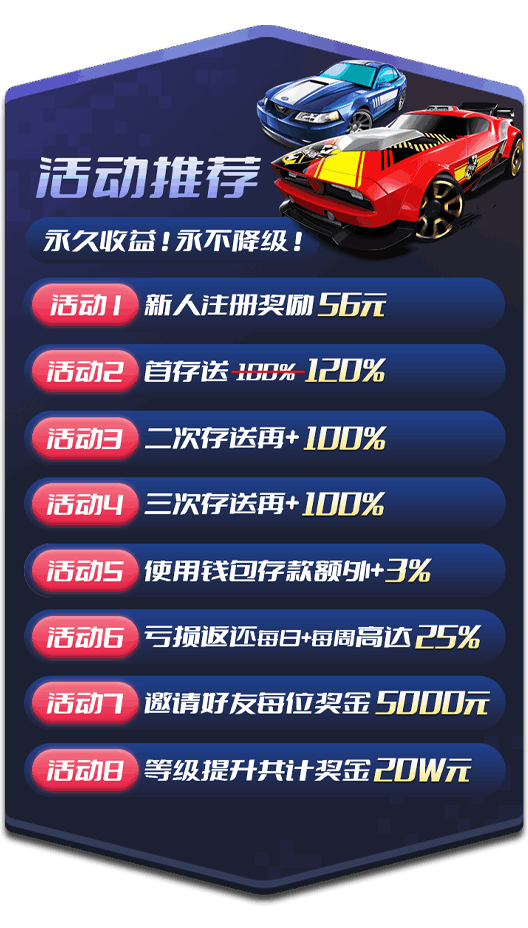 活动推荐
永久收益！永不降级！
活动1 新人注册奖励56元
活动2 首存送 100% 120%
活动3 二次存送再+100%
活动4 三次存送再+100%
活动5 使用钱包存款额外+3%
活动6 亏损返还每日+每周高达25%
活动7 邀请好友每位奖金5000元
活动8 等级提升共计奖金20W元